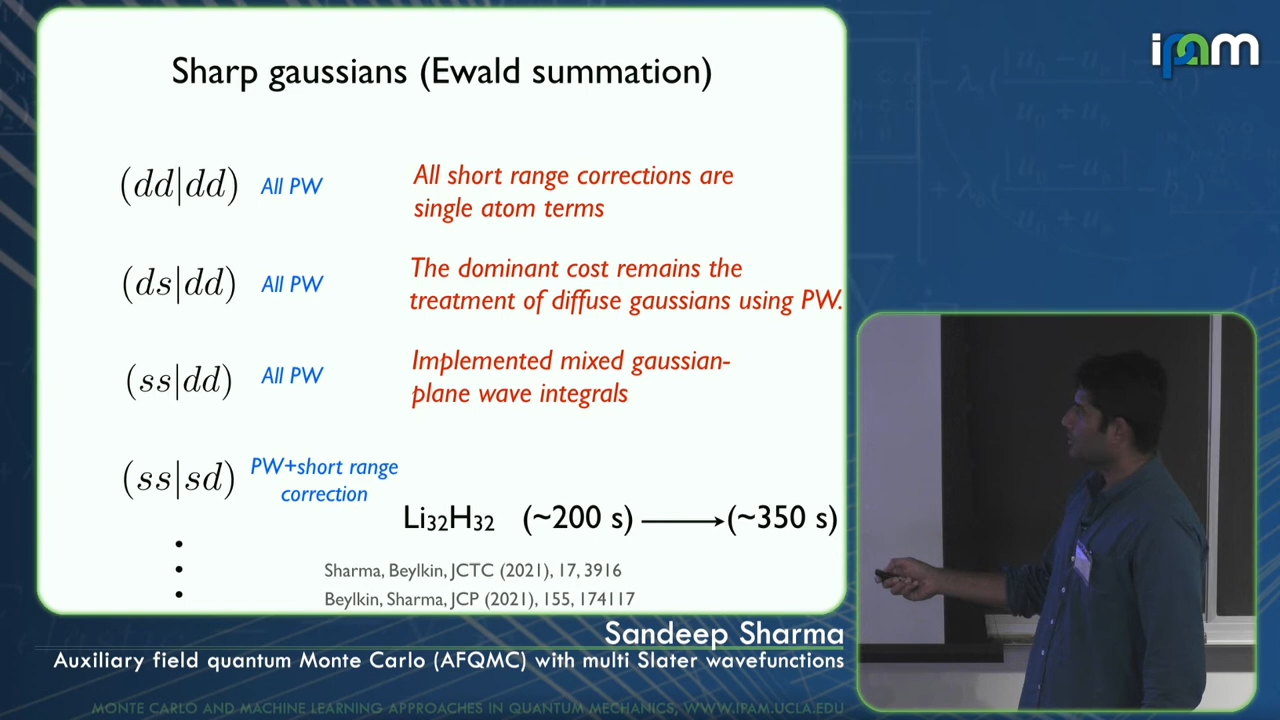 Sharp gaussians (Ewald summation)
(dd|dd) All PW
All short range corrections are
single atom terms
(ds|dd) All PW
The dominant cost remains the
treatment of diffuse gaussians using PW.
(ss|dd) All PW
Implemented mixed gaussian-
plane wave integrals
(ss|sd) PW+short range
correction
Li₃₂H₃₂ (~200 s) ⟶ (~350 s)
Sharma, Beylkin, JCTC (2021), 17, 3916
Beylkin, Sharma, JCP (2021), 155, 174117
ipam
Sandeep Sharma
Auxiliary field quantum Monte Carlo (AFQMC) with multi Slater wavefunctions
MONTE CARLO AND MACHINE LEARNING APPROACHES IN QUANTUM MECHANICS, WWW.IPAM.UCLA.EDU